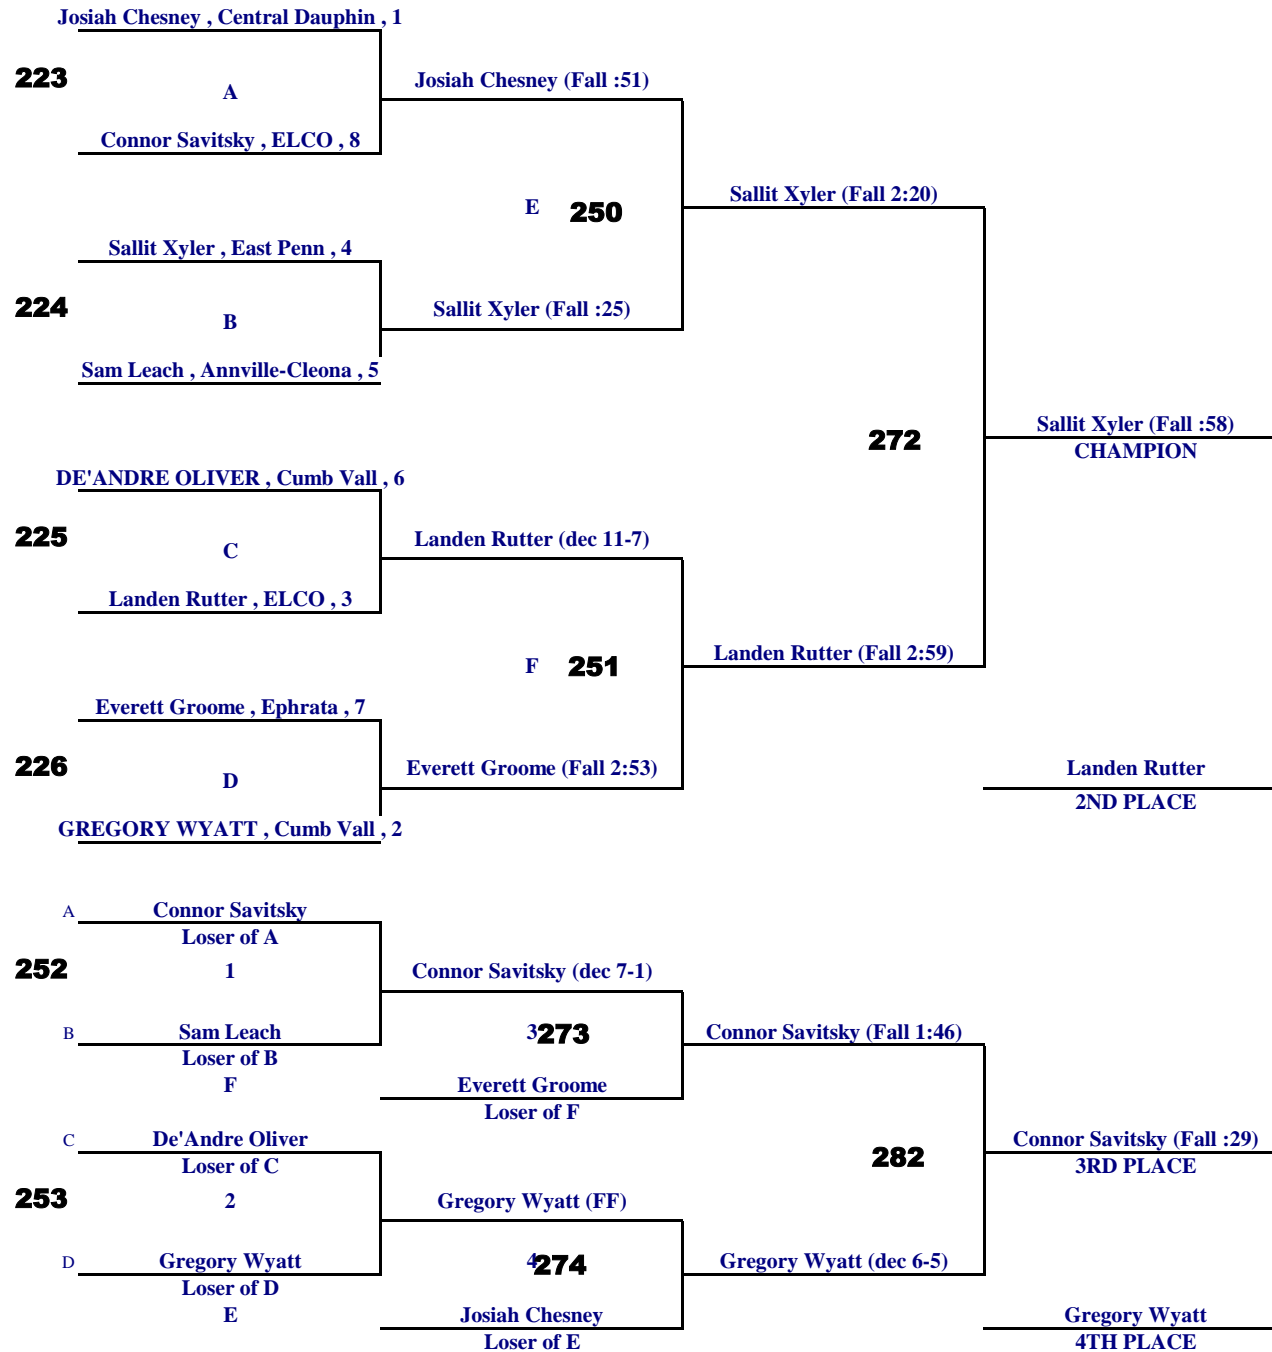 Josiah Chesney , Central Dauphin , 1
223
A
Josiah Chesney (Fall :51)
Connor Savitsky , ELCO , 8
E
250
Sallit Xyler (Fall 2:20)
Sallit Xyler , East Penn , 4
224
B
Sallit Xyler (Fall :25)
Sam Leach , Annville-Cleona , 5
272
Sallit Xyler (Fall :58)
CHAMPION
DE'ANDRE OLIVER , Cumb Vall , 6
225
C
Landen Rutter (dec 11-7)
Landen Rutter , ELCO , 3
F
251
Landen Rutter (Fall 2:59)
Everett Groome , Ephrata , 7
226
D
Everett Groome (Fall 2:53)
Landen Rutter
2ND PLACE
GREGORY WYATT , Cumb Vall , 2
A
Connor Savitsky
Loser of A
252
1
Connor Savitsky (dec 7-1)
B
Sam Leach
Loser of B
3
273
Connor Savitsky (Fall 1:46)
F
Everett Groome
Loser of F
C
De'Andre Oliver
Loser of C
282
Connor Savitsky (Fall :29)
3RD PLACE
253
2
Gregory Wyatt (FF)
D
Gregory Wyatt
Loser of D
4
274
Gregory Wyatt (dec 6-5)
E
Josiah Chesney
Loser of E
Gregory Wyatt
4TH PLACE